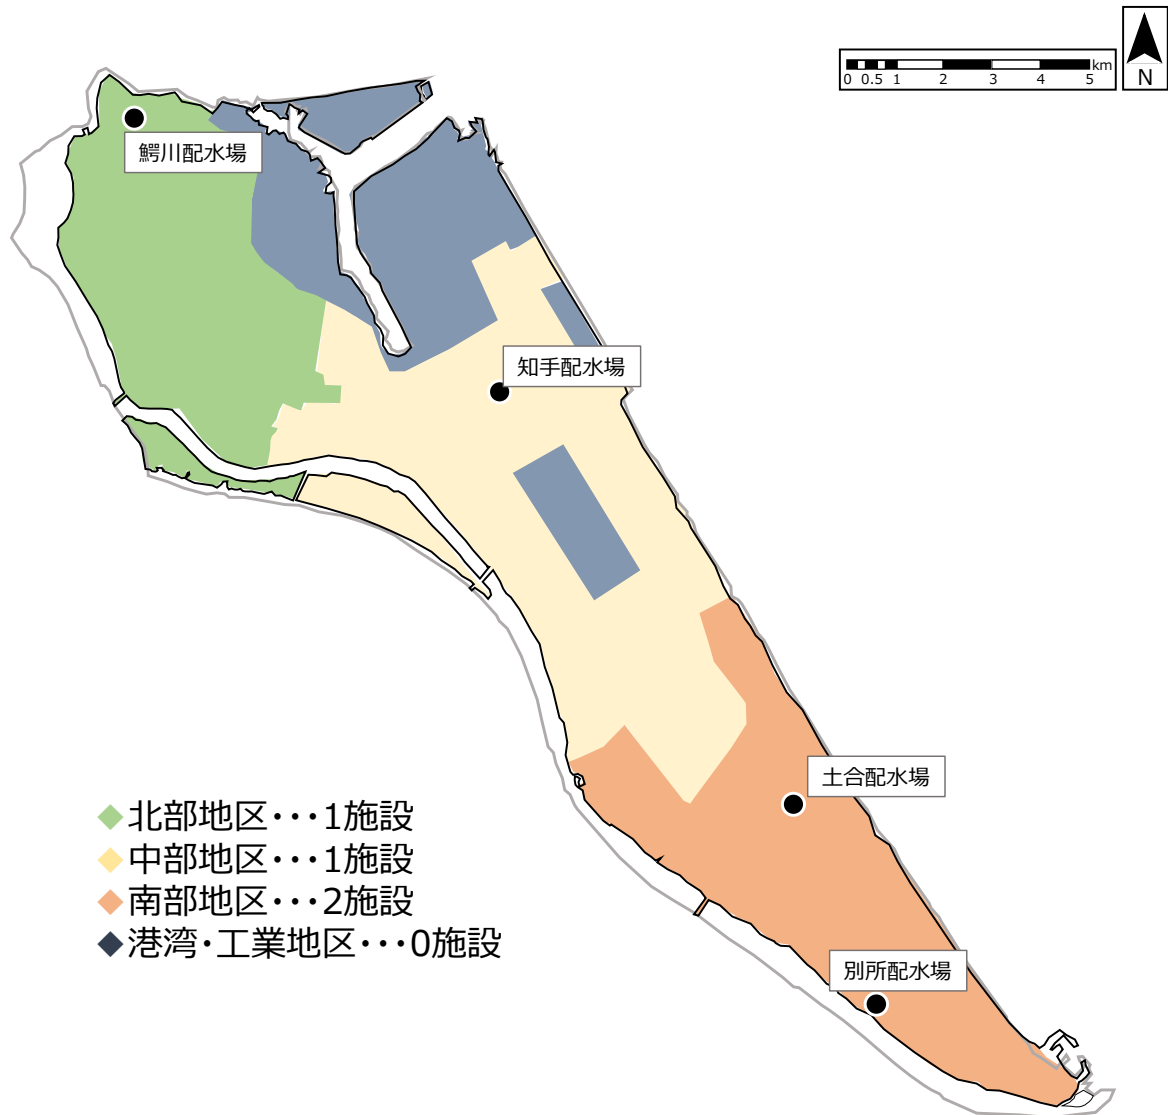 km
0 0.5 1 2 3 4 5
N
鰐川配水場
知手配水場
土合配水場
北部地区・・・1施設
中部地区・・・1施設
南部地区・・・2施設
港湾・工業地区・・・0施設
別所配水場